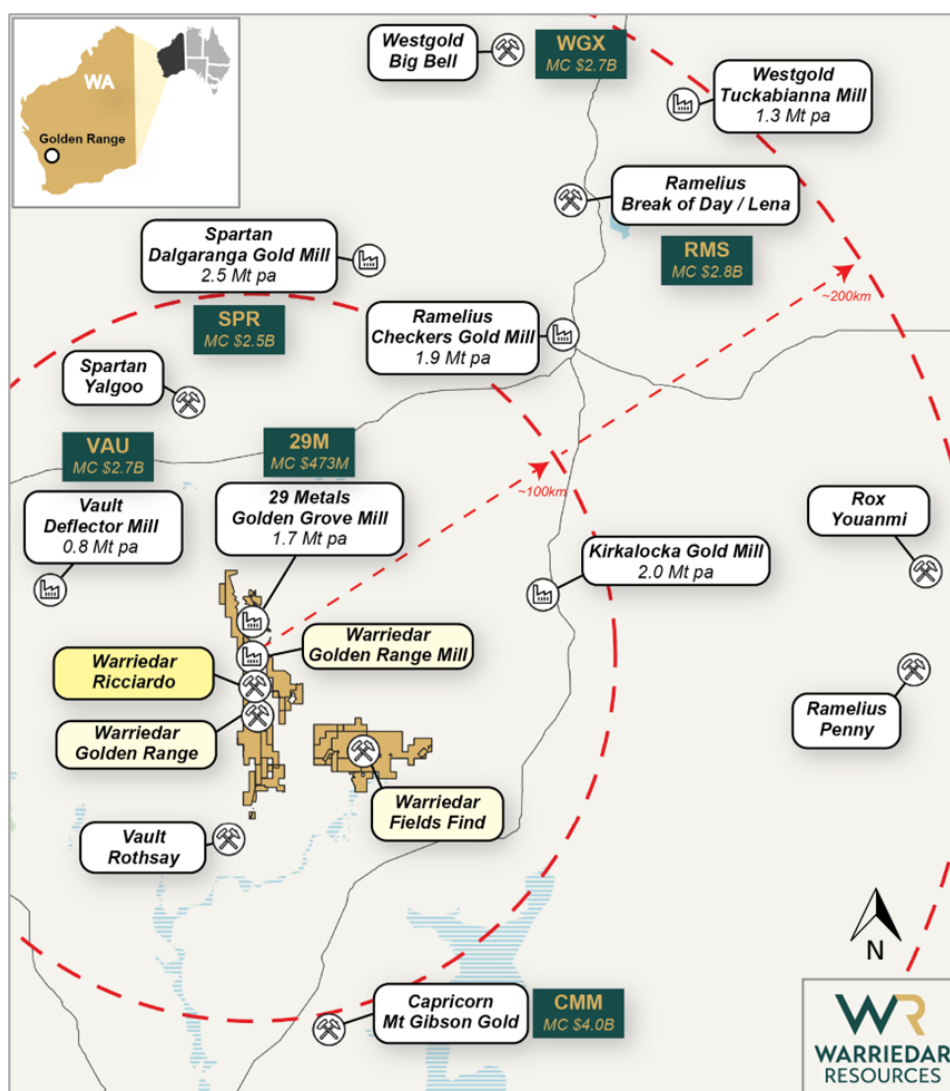 WA
Golden Range
Westgold
Big Bell
WGX
MC $2.7B
Westgold
Tuckabianna Mill
1.3 Mt pa
Ramelius
Break of Day / Lena
RMS
MC $2.8B
Spartan
Dalgaranga Gold Mill
2.5 Mt pa
SPR
MC $2.5B
Ramelius
Checkers Gold Mill
1.9 Mt pa
~200km
Spartan
Yalgoo
VAU
MC $2.7B
29M
MC $473M
~100km
Vault
Deflector Mill
0.8 Mt pa
29 Metals
Golden Grove Mill
1.7 Mt pa
Rox
Youanmi
Kirkalocka Gold Mill
2.0 Mt pa
Warriedar
Golden Range Mill
Warriedar
Ricciardo
Warriedar
Golden Range
Ramelius
Penny
Warriedar
Fields Find
Vault
Rothsay
N
Capricorn
Mt Gibson Gold
CMM
MC $4.0B
WR
WARRIEDAR
RESOURCES